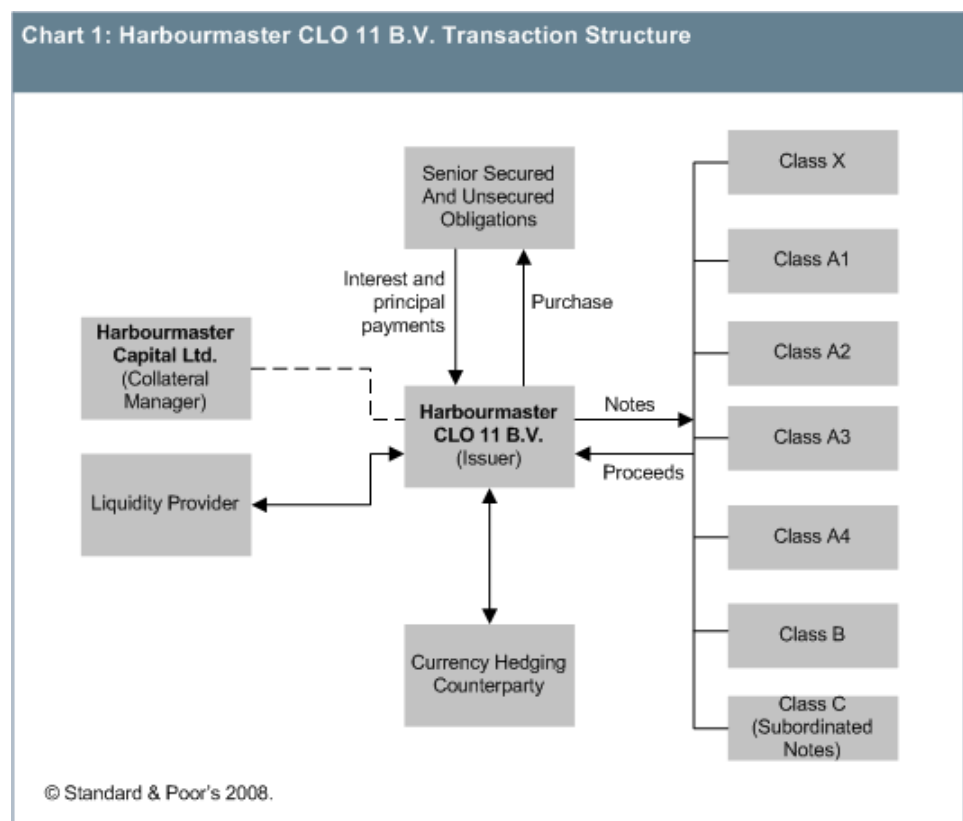 Chart 1: Harbourmaster CLO 11 B.V. Transaction Structure
Senior Secured
And Unsecured
Obligations
Interest and
principal
payments
Purchase
Harbourmaster
Capital Ltd.
(Collateral
Manager)
Harbourmaster
CLO 11 B.V.
(Issuer)
Notes
Proceeds
Liquidity Provider
Currency Hedging
Counterparty
Class X
Class A1
Class A2
Class A3
Class A4
Class B
Class C
(Subordinated
Notes)
© Standard & Poor's 2008.